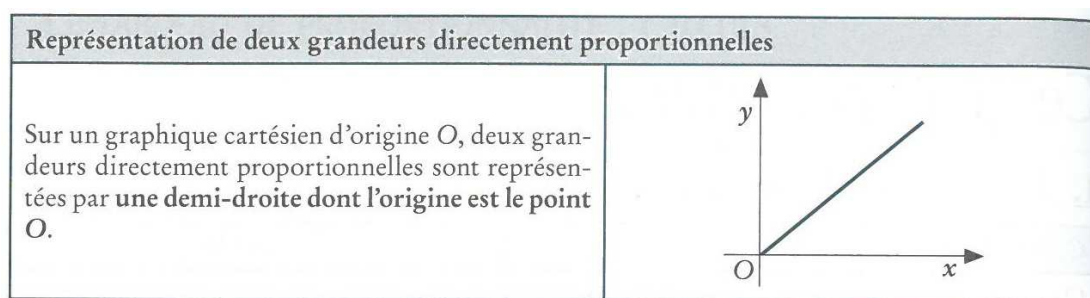 Représentation de deux grandeurs directement proportionnelles
Sur un graphique cartésien d'origine O, deux gran-
deurs directement proportionnelles sont représen-
tées par une demi-droite dont l'origine est le point
O.
y
O
x